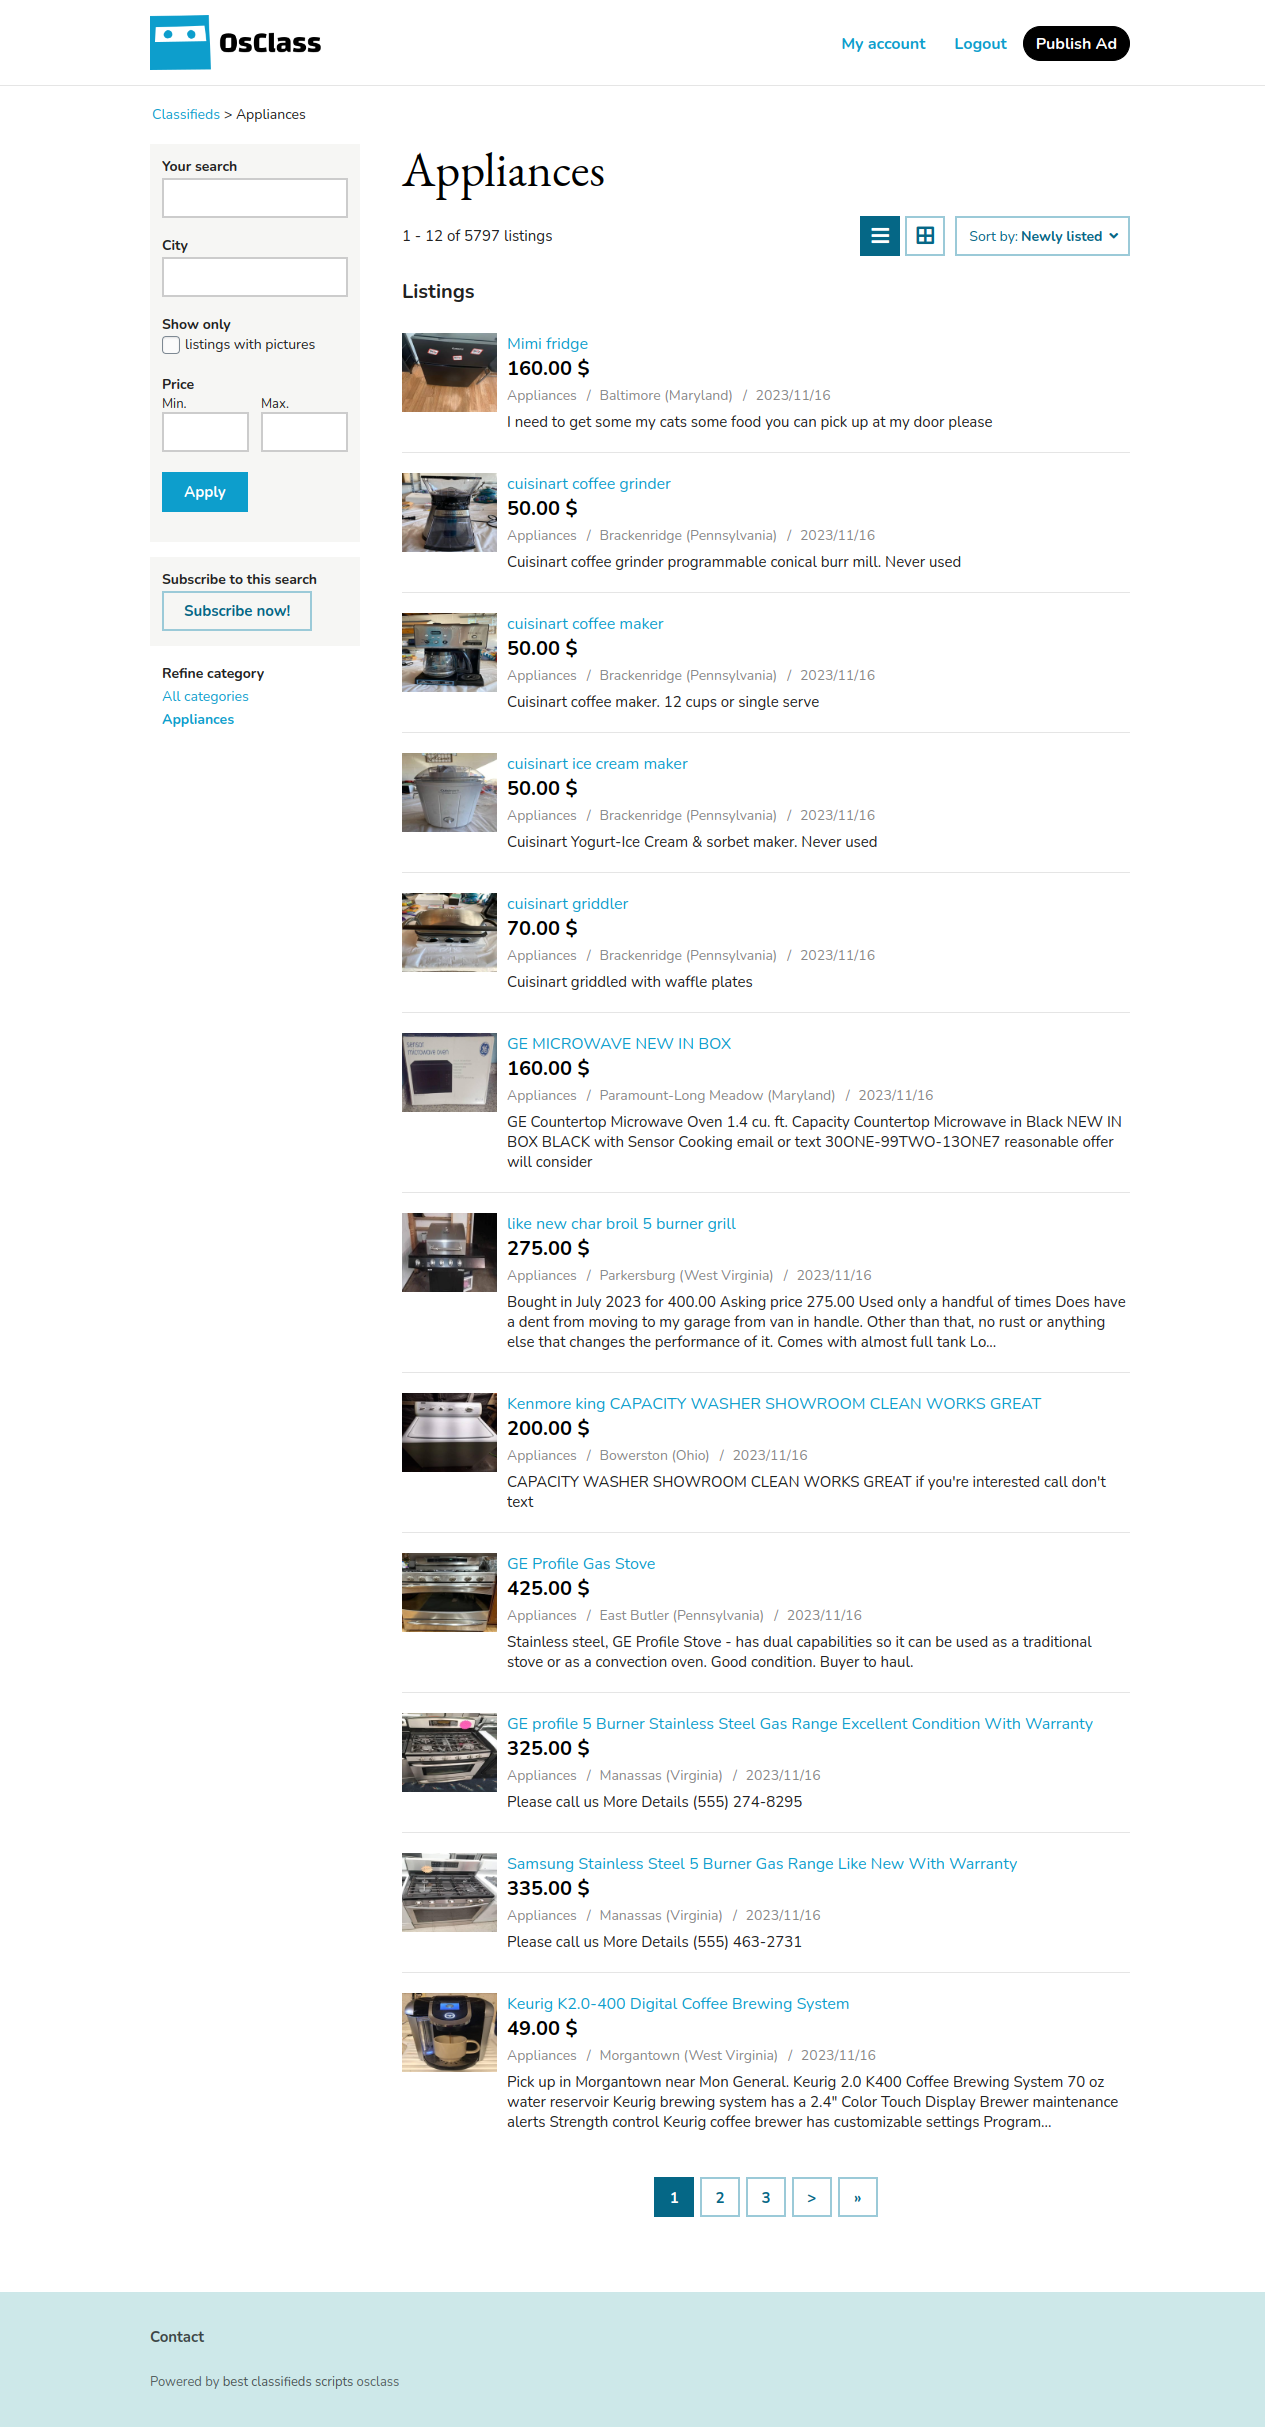 OsClass
My account
Logout
Publish Ad
Classifieds > Appliances
Your search
City
Show only
listings with pictures
Price
Min.
Max.
Apply
Subscribe to this search
Subscribe now!
Refine category
All categories
Appliances
Appliances
1 - 12 of 5797 listings
Sort by: Newly listed
Listings
Mimi fridge
160.00 $
Appliances / Baltimore (Maryland) / 2023/11/16
I need to get some my cats some food you can pick up at my door please
cuisinart coffee grinder
50.00 $
Appliances / Brackenridge (Pennsylvania) / 2023/11/16
Cuisinart coffee grinder programmable conical burr mill. Never used
cuisinart coffee maker
50.00 $
Appliances / Brackenridge (Pennsylvania) / 2023/11/16
Cuisinart coffee maker. 12 cups or single serve
cuisinart ice cream maker
50.00 $
Appliances / Brackenridge (Pennsylvania) / 2023/11/16
Cuisinart Yogurt-Ice Cream & sorbet maker. Never used
cuisinart griddler
70.00 $
Appliances / Brackenridge (Pennsylvania) / 2023/11/16
Cuisinart griddled with waffle plates
sensor
microwave oven
GE MICROWAVE NEW IN BOX
160.00 $
Appliances / Paramount-Long Meadow (Maryland) / 2023/11/16
GE Countertop Microwave Oven 1.4 cu. ft. Capacity Countertop Microwave in Black NEW IN
BOX BLACK with Sensor Cooking email or text 30ONE-99TWO-13ONE7 reasonable offer
will consider
like new char broil 5 burner grill
275.00 $
Appliances / Parkersburg (West Virginia) / 2023/11/16
Bought in July 2023 for 400.00 Asking price 275.00 Used only a handful of times Does have
a dent from moving to my garage from van in handle. Other than that, no rust or anything
else that changes the performance of it. Comes with almost full tank Lo...
Kenmore king CAPACITY WASHER SHOWROOM CLEAN WORKS GREAT
200.00 $
Appliances / Bowerston (Ohio) / 2023/11/16
CAPACITY WASHER SHOWROOM CLEAN WORKS GREAT if you're interested call don't
text
GE Profile Gas Stove
425.00 $
Appliances / East Butler (Pennsylvania) / 2023/11/16
Stainless steel, GE Profile Stove - has dual capabilities so it can be used as a traditional
stove or as a convection oven. Good condition. Buyer to haul.
GE profile 5 Burner Stainless Steel Gas Range Excellent Condition With Warranty
325.00 $
Appliances / Manassas (Virginia) / 2023/11/16
Please call us More Details (555) 274-8295
Samsung Stainless Steel 5 Burner Gas Range Like New With Warranty
335.00 $
Appliances / Manassas (Virginia) / 2023/11/16
Please call us More Details (555) 463-2731
Keurig K2.0-400 Digital Coffee Brewing System
49.00 $
Appliances / Morgantown (West Virginia) / 2023/11/16
Pick up in Morgantown near Mon General. Keurig 2.0 K400 Coffee Brewing System 70 oz
water reservoir Keurig brewing system has a 2.4" Color Touch Display Brewer maintenance
alerts Strength control Keurig coffee brewer has customizable settings Program...
1 2 3 > »
Contact
Powered by best classifieds scripts osclass